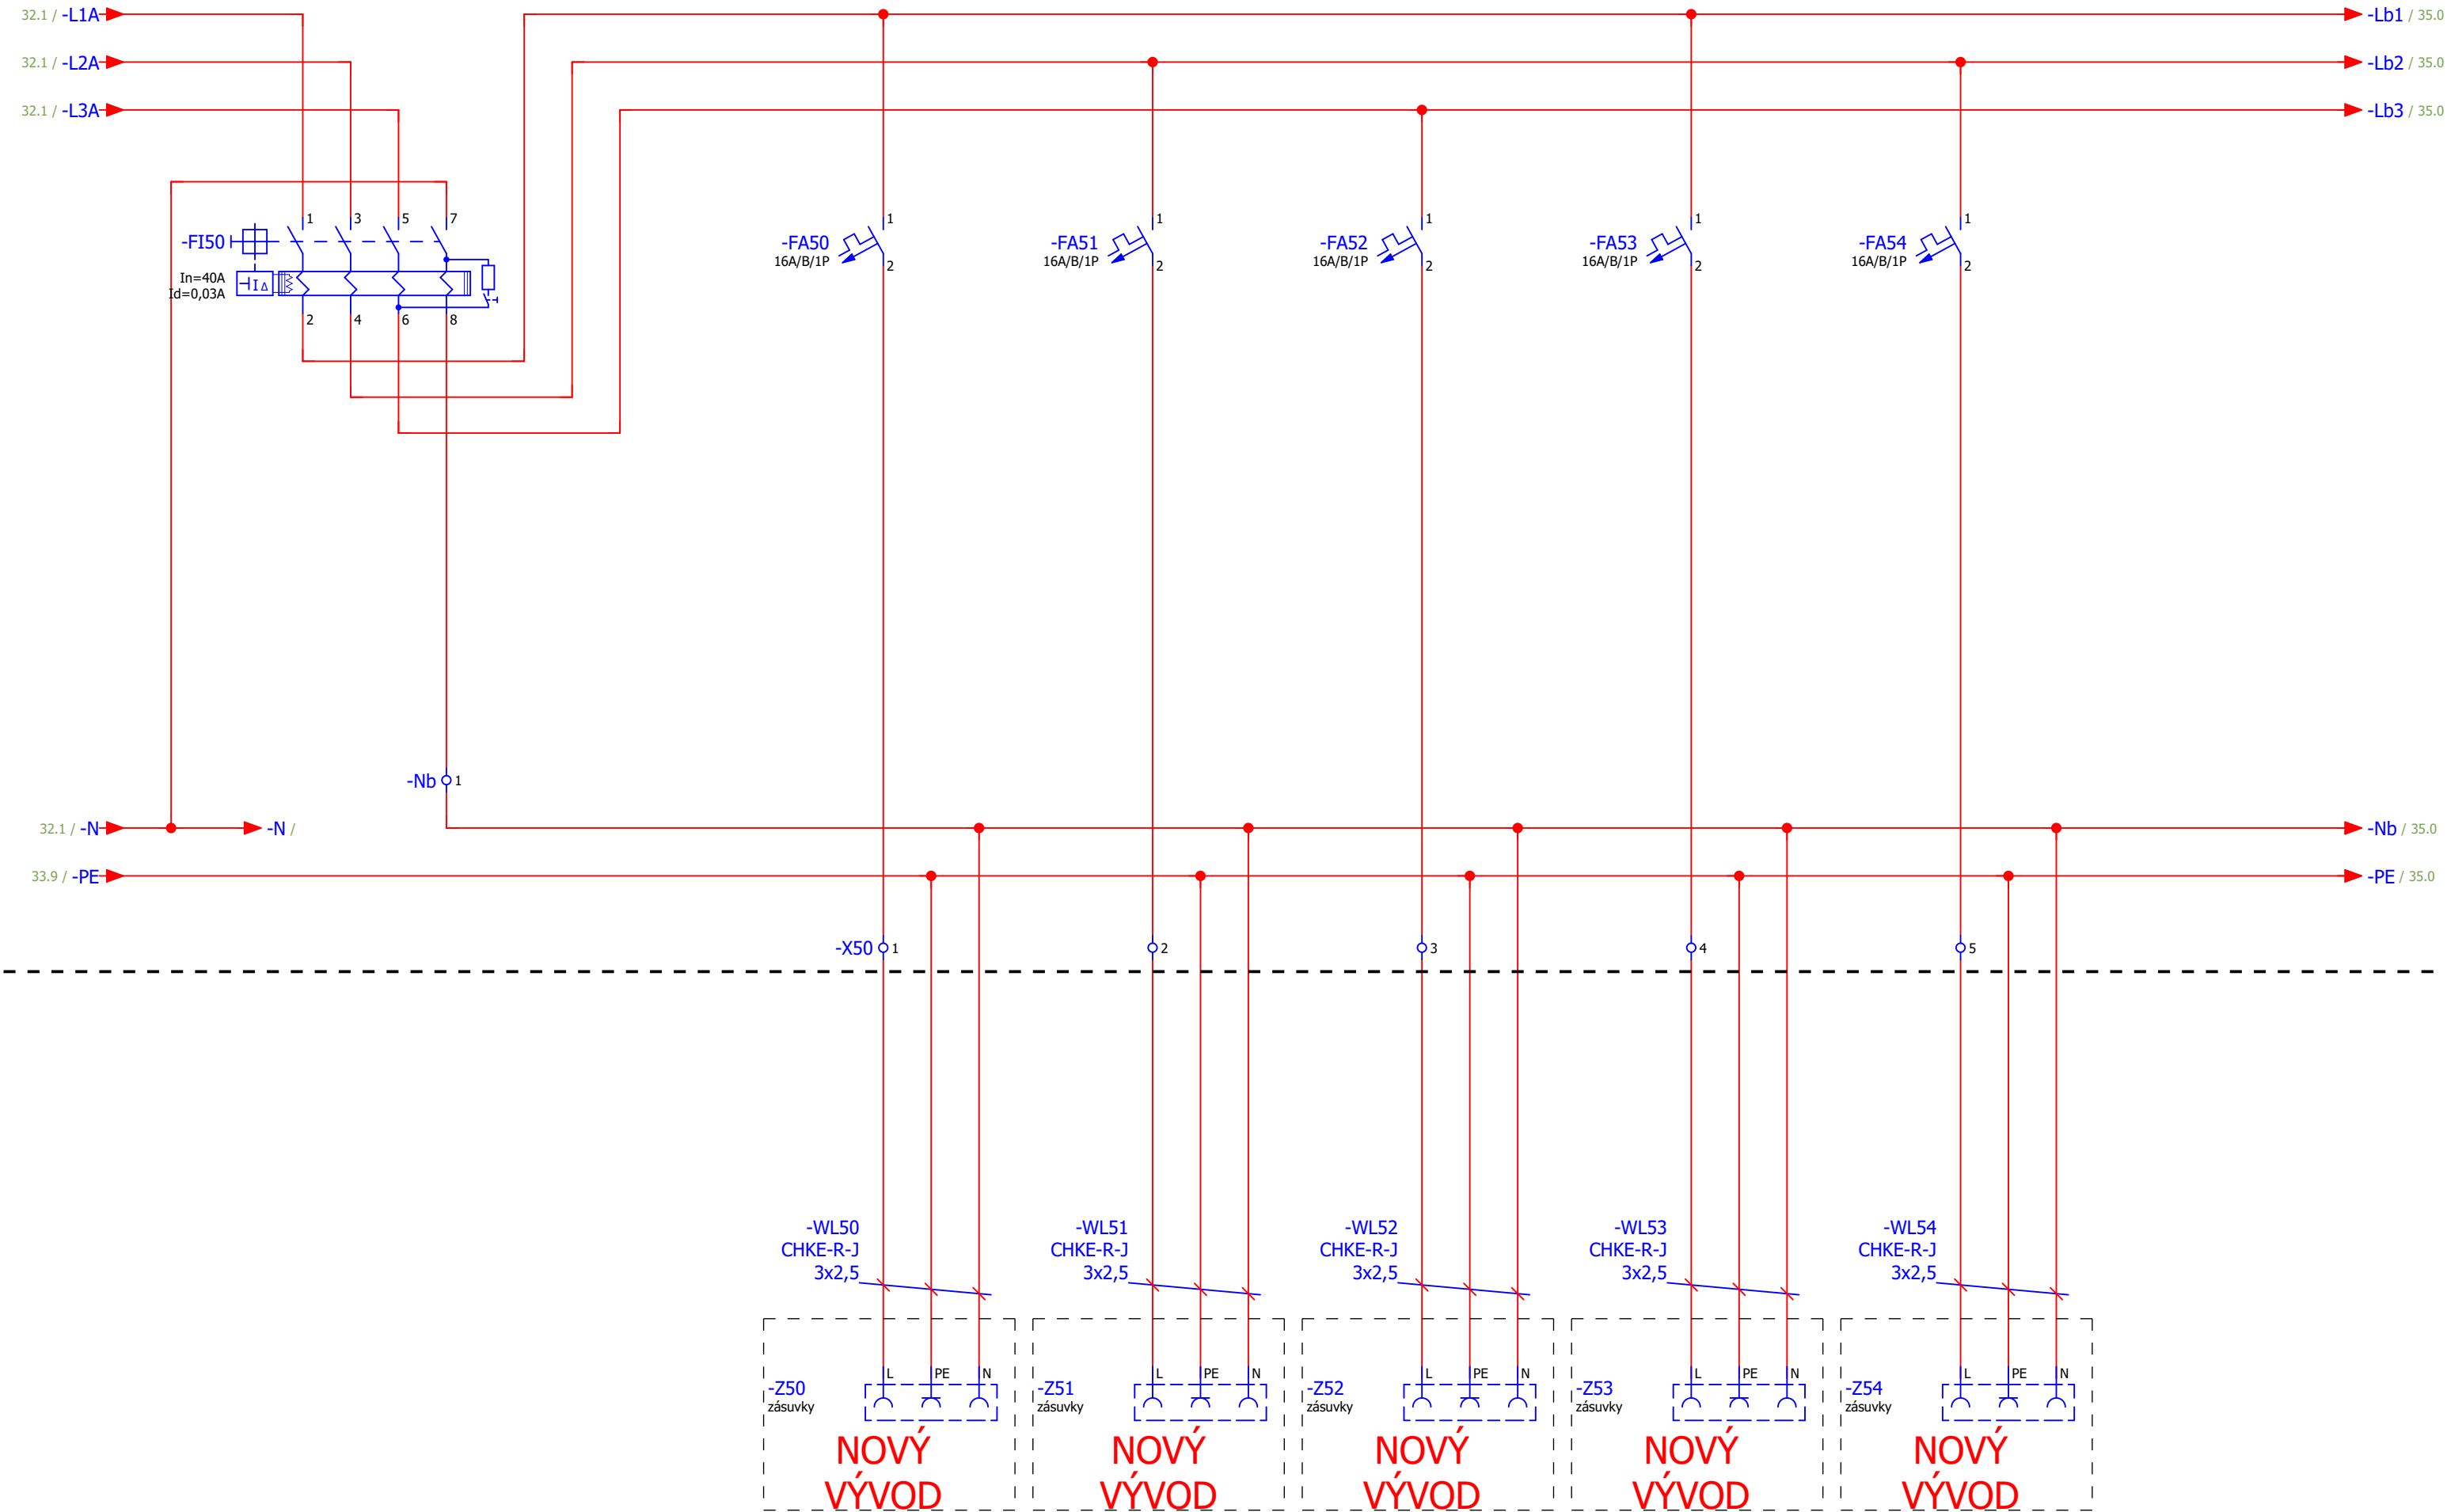 32.1 / -L1A
-Lb1 / 35.0
32.1 / -L2A
-Lb2 / 35.0
32.1 / -L3A
-Lb3 / 35.0
1 3 5 7
-FI50
In=40A
Id=0,03A
I Δ
T
2 4 6 8
1
-FA50
16A/B/1P
2
1
-FA51
16A/B/1P
2
1
-FA52
16A/B/1P
2
1
-FA53
16A/B/1P
2
1
-FA54
16A/B/1P
2
-Nb 1
32.1 / -N
-N /
-Nb / 35.0
33.9 / -PE
-PE / 35.0
-X50 1 2 3 4 5
-WL50
CHKE-R-J
3x2,5
-WL51
CHKE-R-J
3x2,5
-WL52
CHKE-R-J
3x2,5
-WL53
CHKE-R-J
3x2,5
-WL54
CHKE-R-J
3x2,5
L PE N
-Z50
zásuvky
NOVÝ
VÝVOD
L PE N
-Z51
zásuvky
NOVÝ
VÝVOD
L PE N
-Z52
zásuvky
NOVÝ
VÝVOD
L PE N
-Z53
zásuvky
NOVÝ
VÝVOD
L PE N
-Z54
zásuvky
NOVÝ
VÝVOD